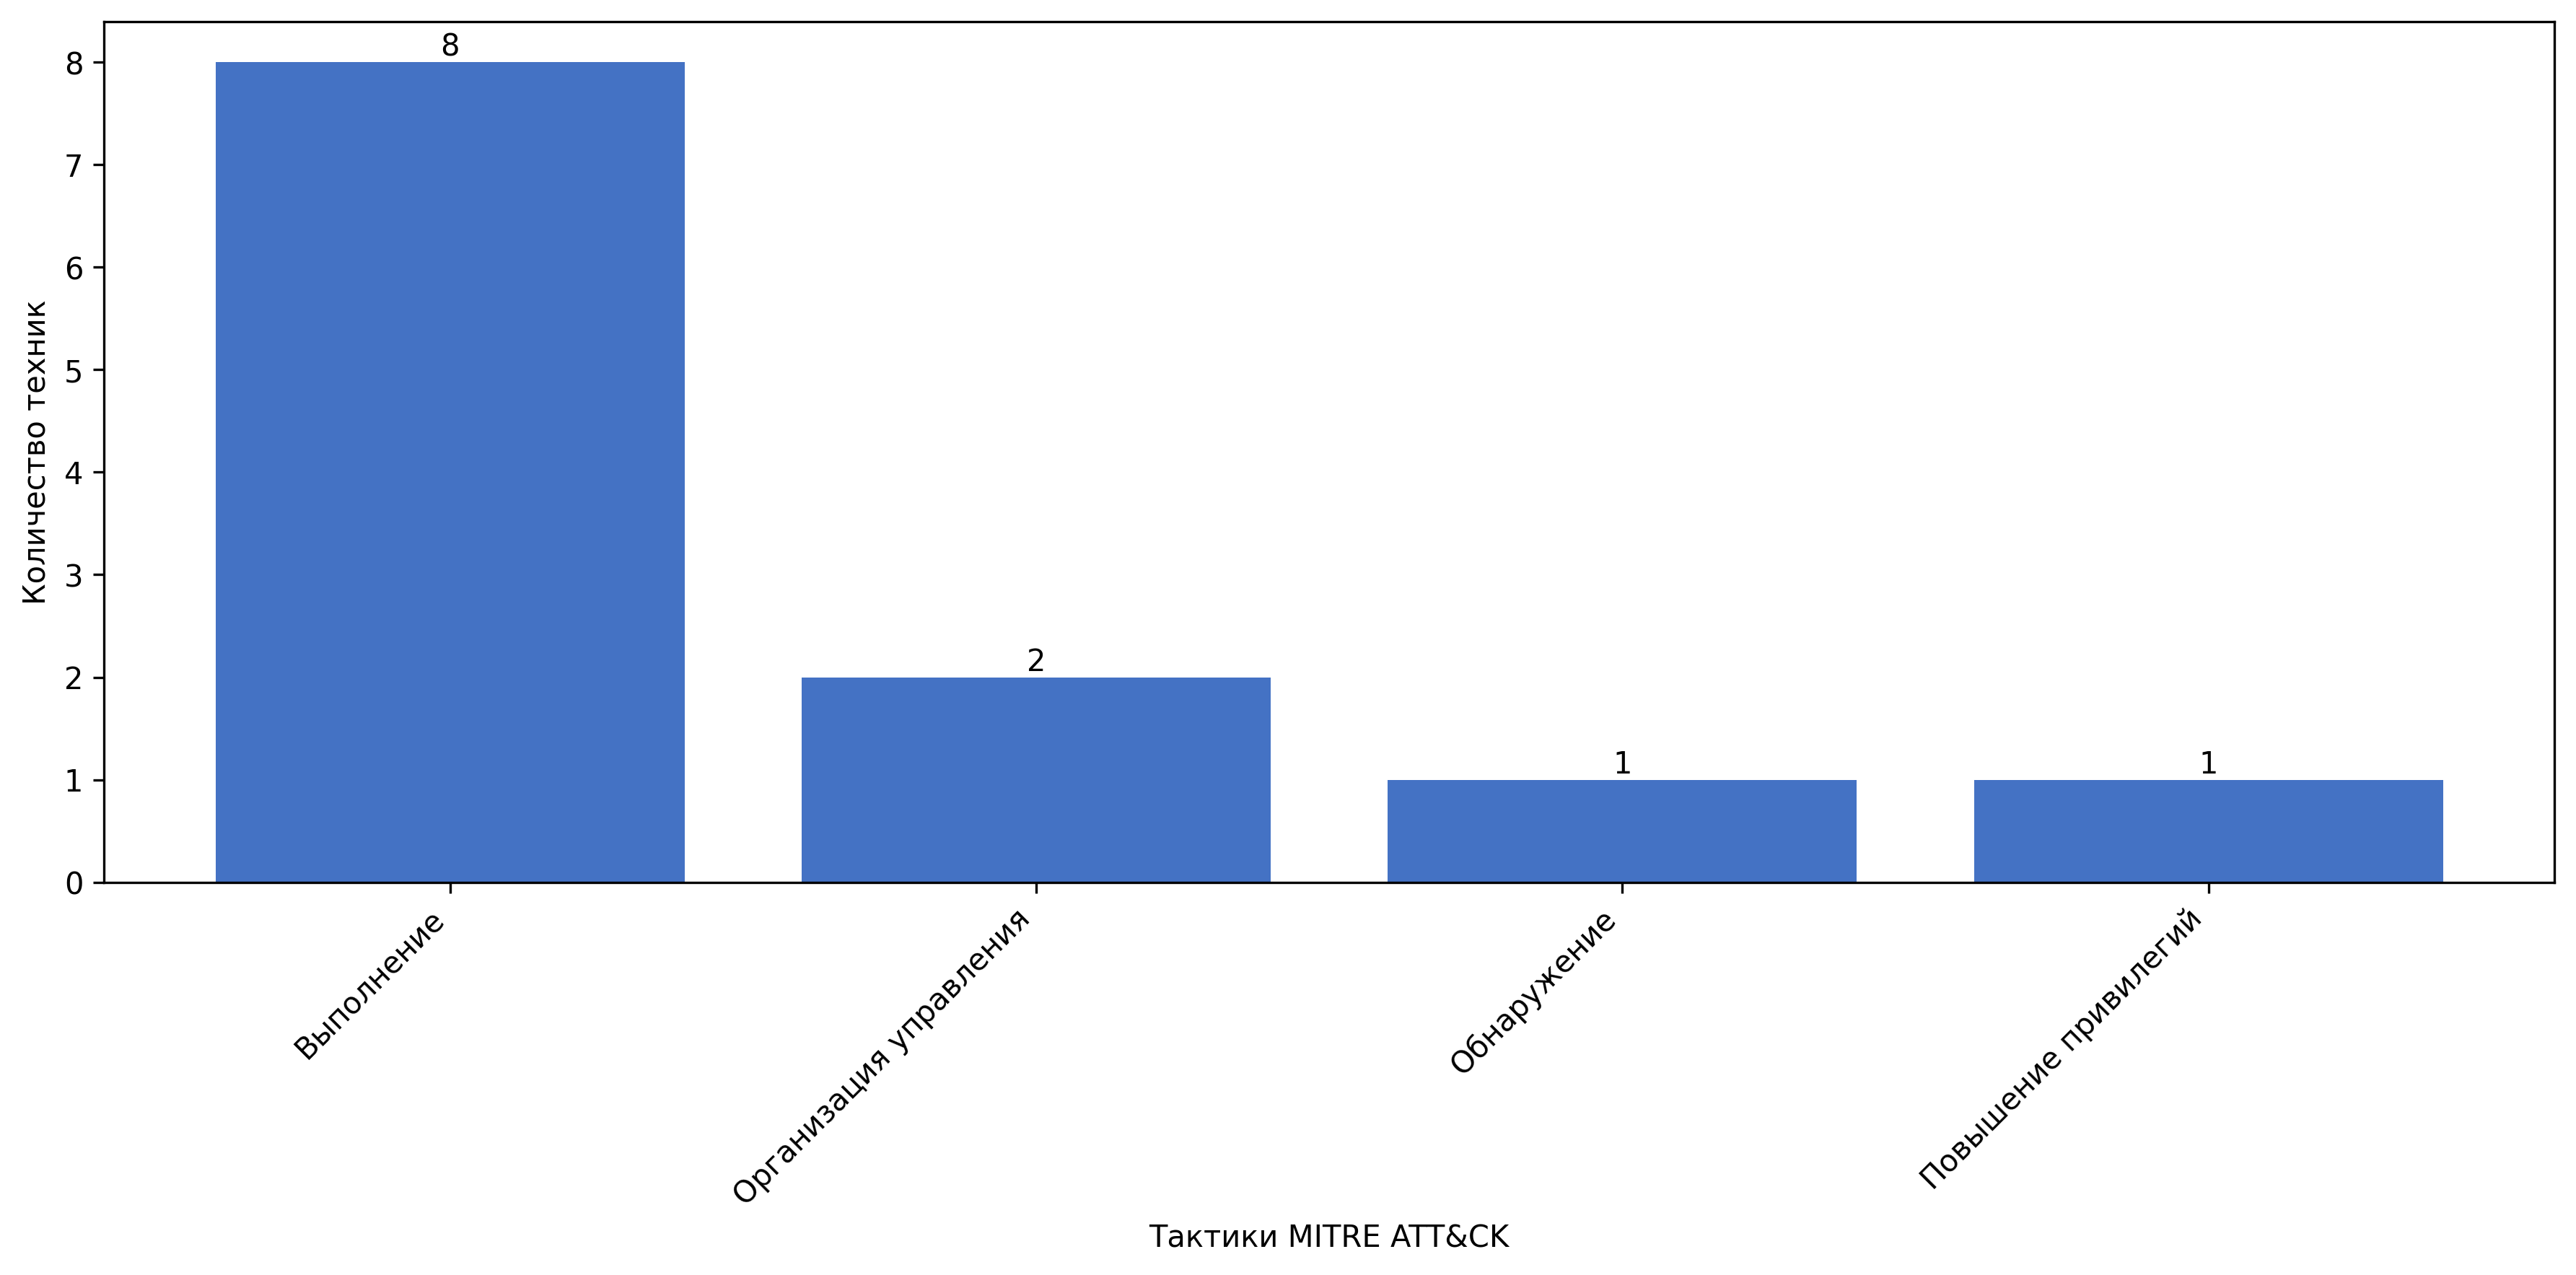 8
7
6
5
4
3
2
1
0
Количество техник
8
2
1
1
Выполнение
Организация управления
Обнаружение
Повышение привилегий
Тактики MITRE ATT&CK